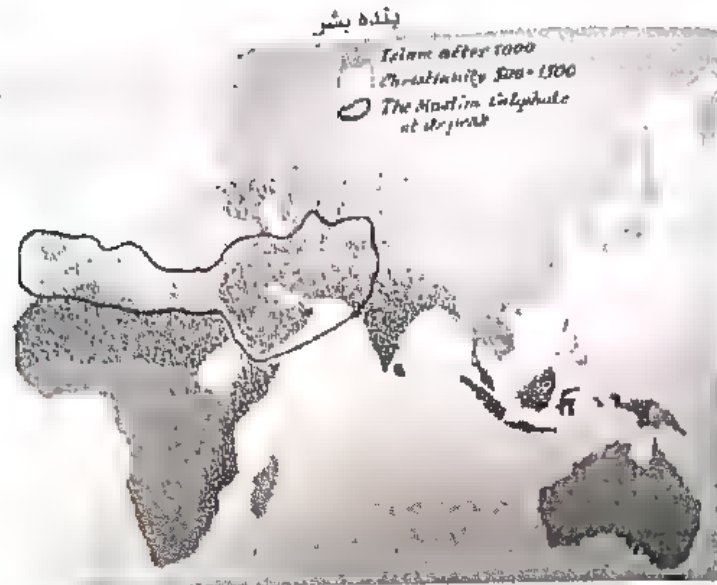 بنده بشر
Islam after 1000
Christianity 500-1500
The Muslim Caliphate
at its peak